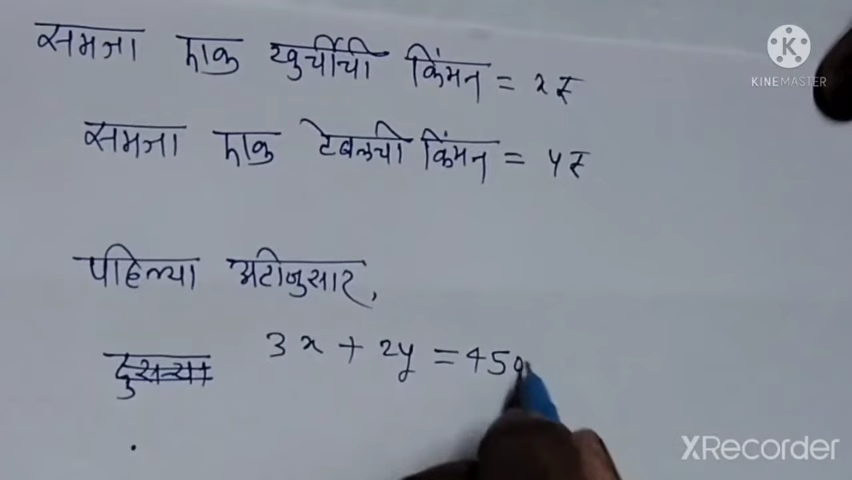 समजा एक खुर्चीची किंमत = x रु
KINEMASTER
समजा एक टेबलची किंमत = y रु
पहिल्या अटीनुसार,
3x + 2y = 450
दुसऱ्या
XRecorder